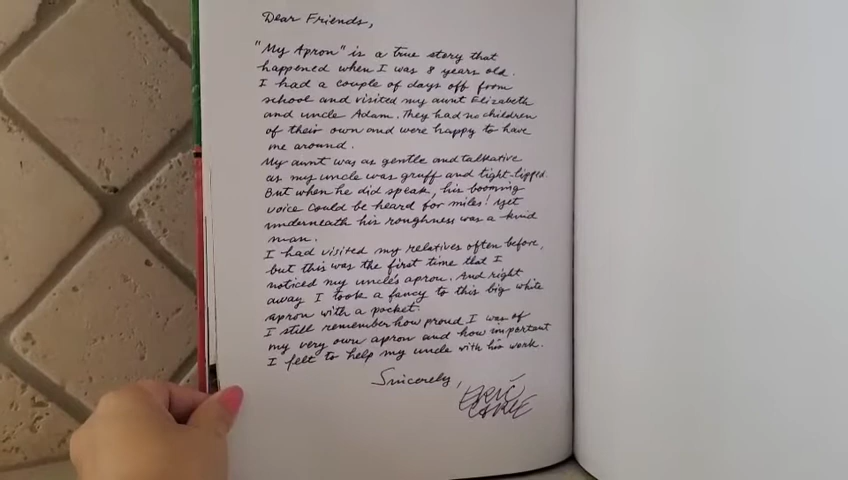 Dear Friends,
"My Apron" is a true story that
happened when I was 8 years old.
I had a couple of days off from
school and visited my aunt Elizabeth
and uncle Adam. They had no children
of their own and were happy to have
me around.
My aunt was as gentle and talkative
as my uncle was gruff and tight-lipped.
But when he did speak, his booming
voice could be heard for miles! Yet
underneath his roughness was a kind
man.
I had visited my relatives often before,
but this was the first time that I
noticed my uncle's apron. And right
away I took a fancy to this big white
apron with a pocket.
I still remember how proud I was of
my very own apron and how important
I felt to help my uncle with his work.
Sincerely,
ERIC
CARLE